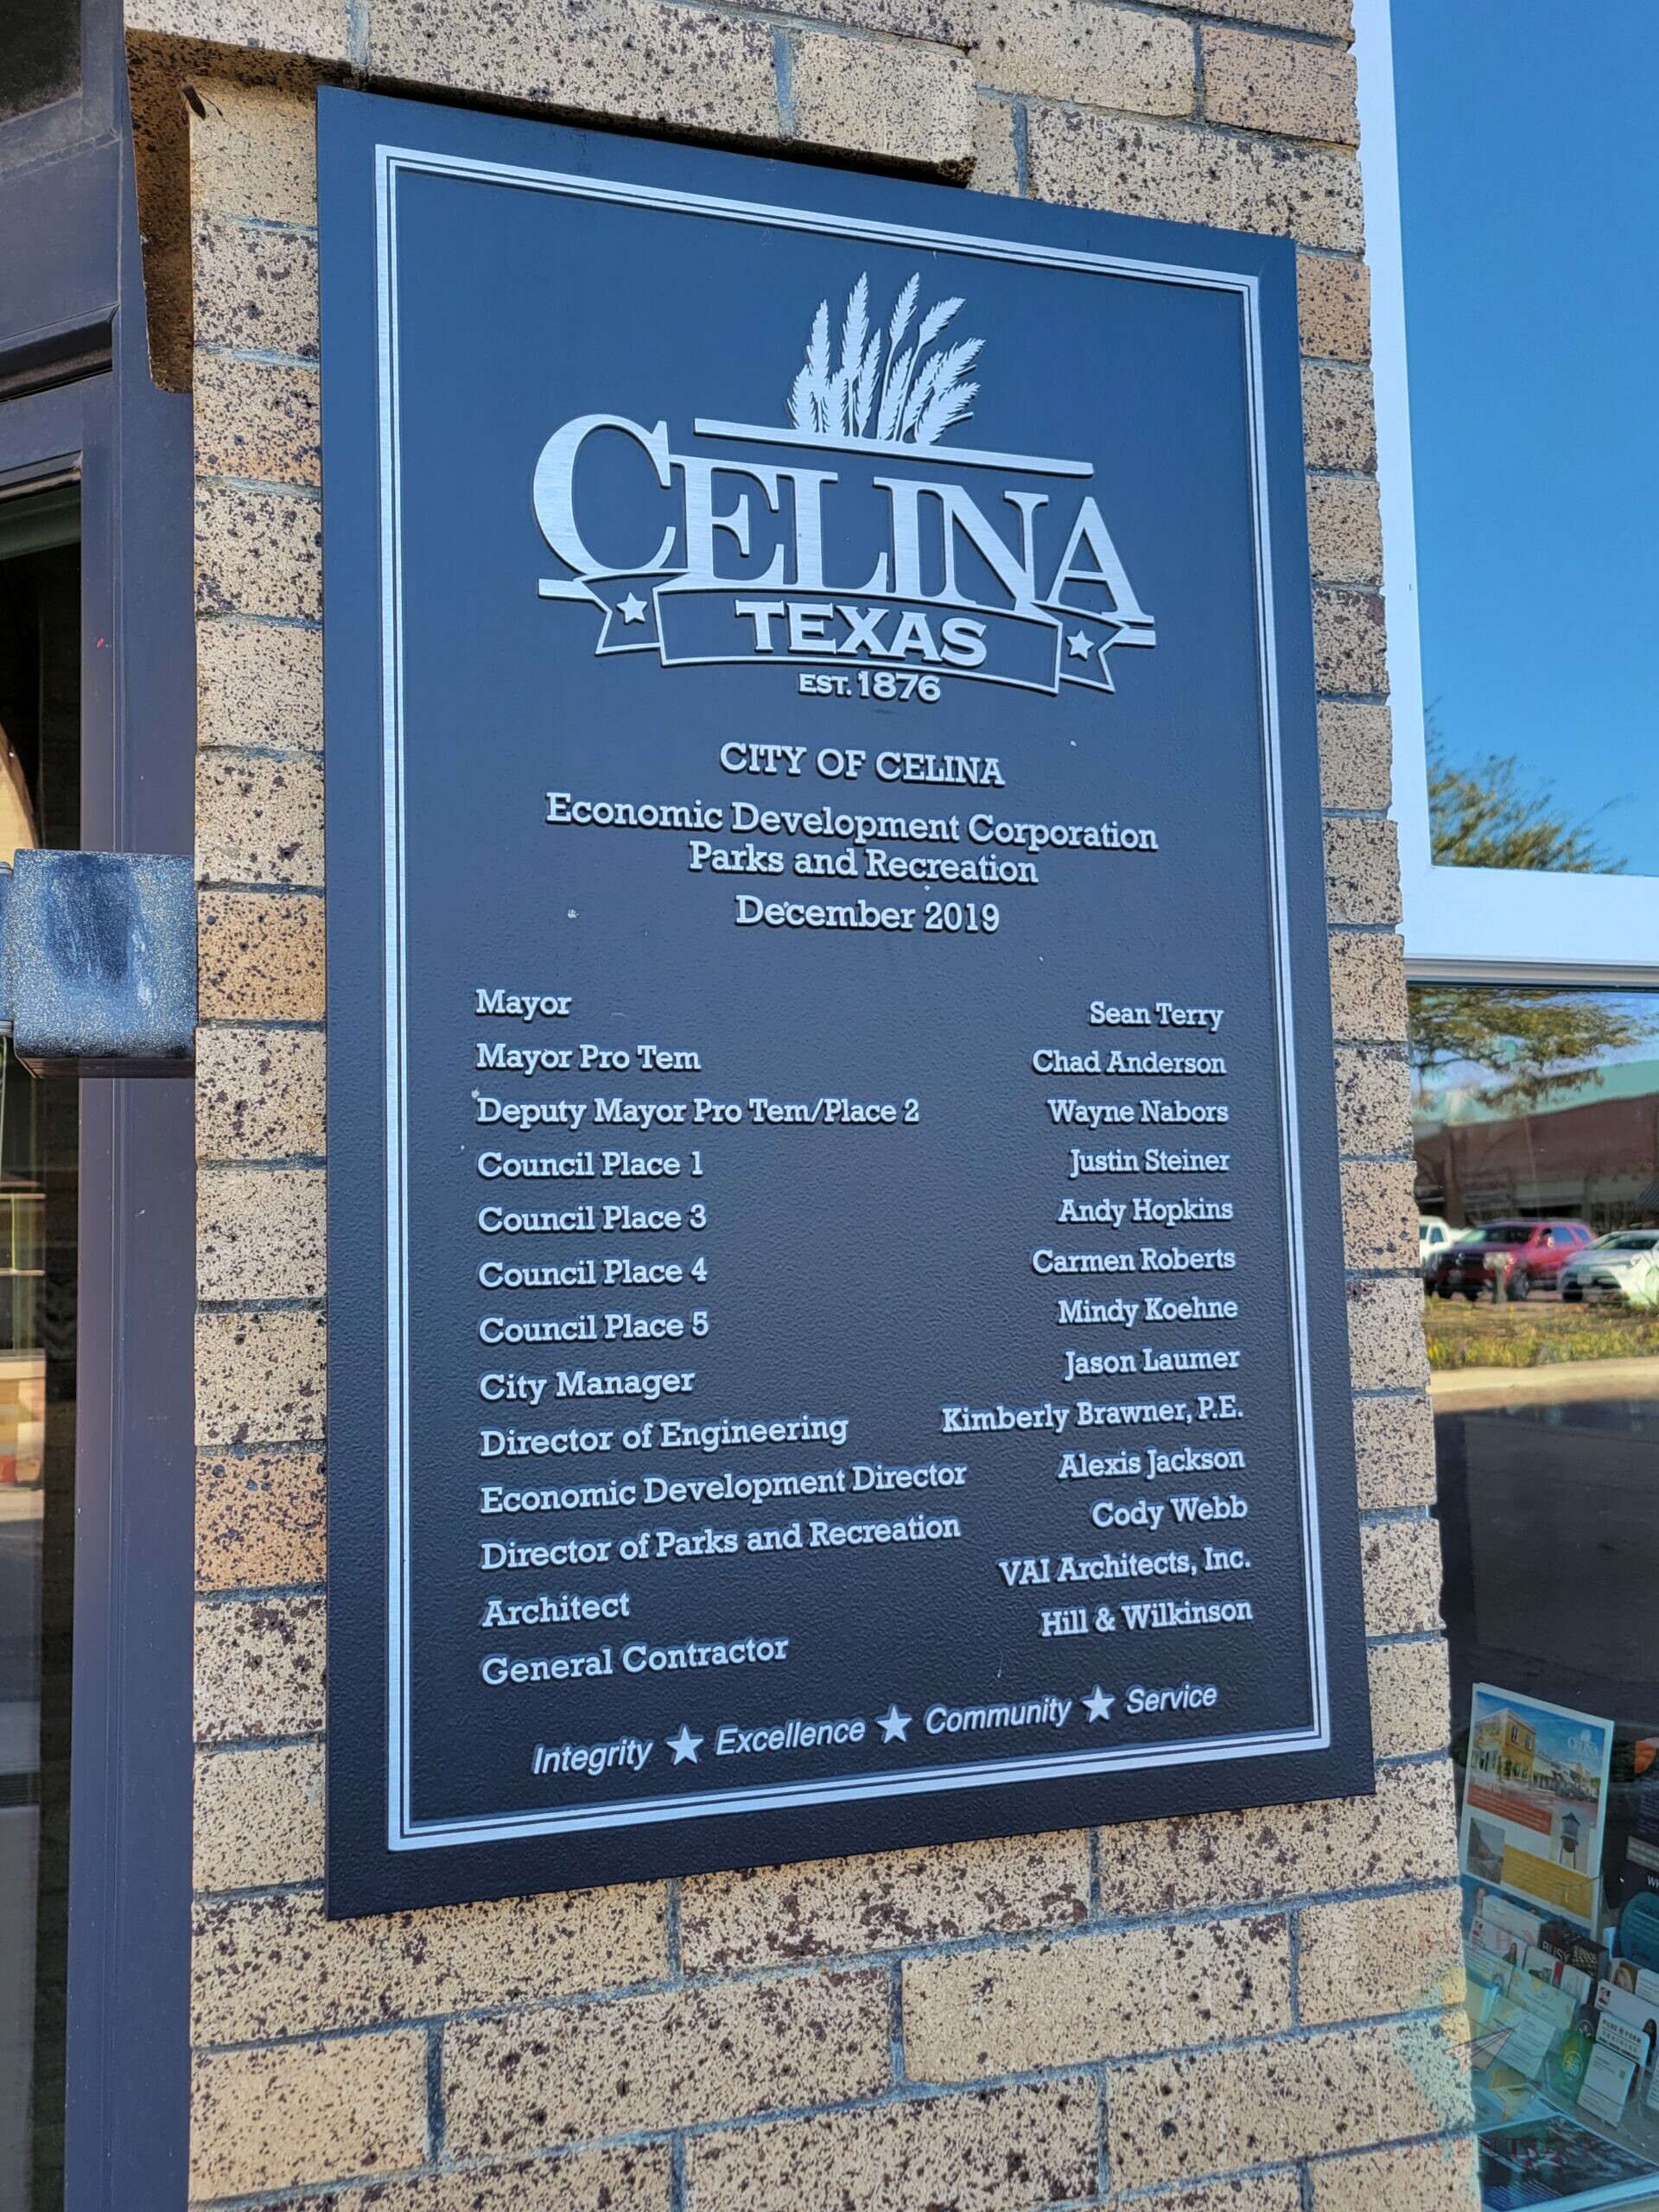 CELINA
TEXAS
EST. 1876
CITY OF CELINA
Economic Development Corporation
Parks and Recreation
December 2019
Mayor Sean Terry
Mayor Pro Tem Chad Anderson
Deputy Mayor Pro Tem/Place 2 Wayne Nabors
Council Place 1 Justin Steiner
Council Place 3 Andy Hopkins
Council Place 4 Carmen Roberts
Council Place 5 Mindy Koehne
City Manager Jason Laumer
Director of Engineering Kimberly Brawner, P.E.
Economic Development Director Alexis Jackson
Director of Parks and Recreation Cody Webb
Architect VAI Architects, Inc.
General Contractor Hill & Wilkinson
Integrity ★ Excellence ★ Community ★ Service
BUSY